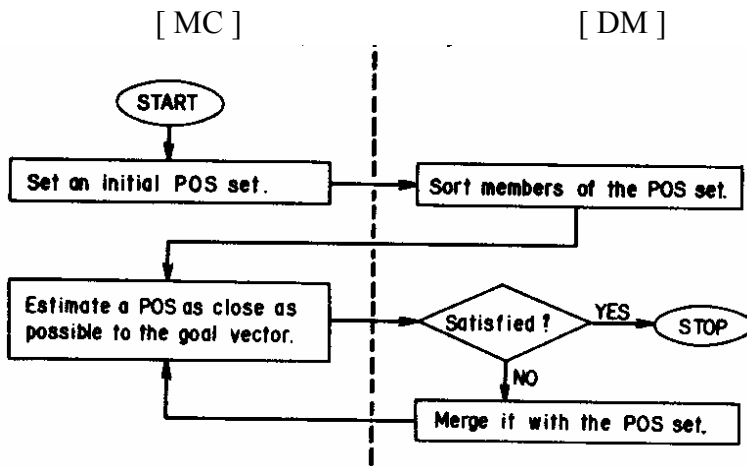 [ MC ]
[ DM ]
START
Set an initial POS set.
Sort members of the POS set.
Estimate a POS as close as
possible to the goal vector.
Satisfied?
YES
STOP
NO
Merge it with the POS set.